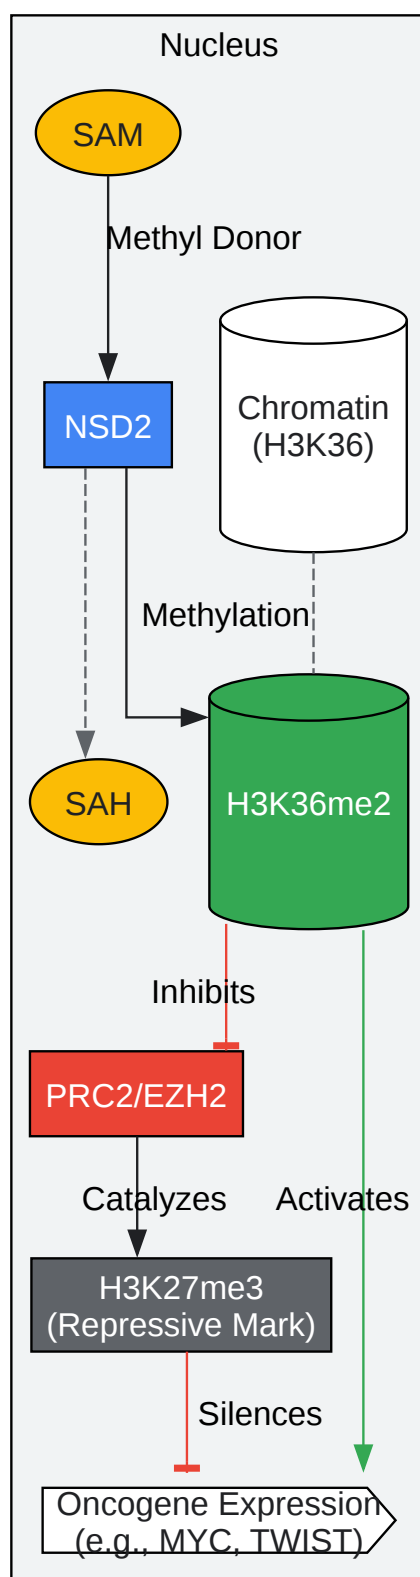 Nucleus
SAM
Methyl Donor
NSD2
Chromatin
(H3K36)
Methylation
SAH
H3K36me2
Inhibits
PRC2/EZH2
Catalyzes
Activates
H3K27me3
(Repressive Mark)
Silences
Oncogene Expression
(e.g., MYC, TWIST)